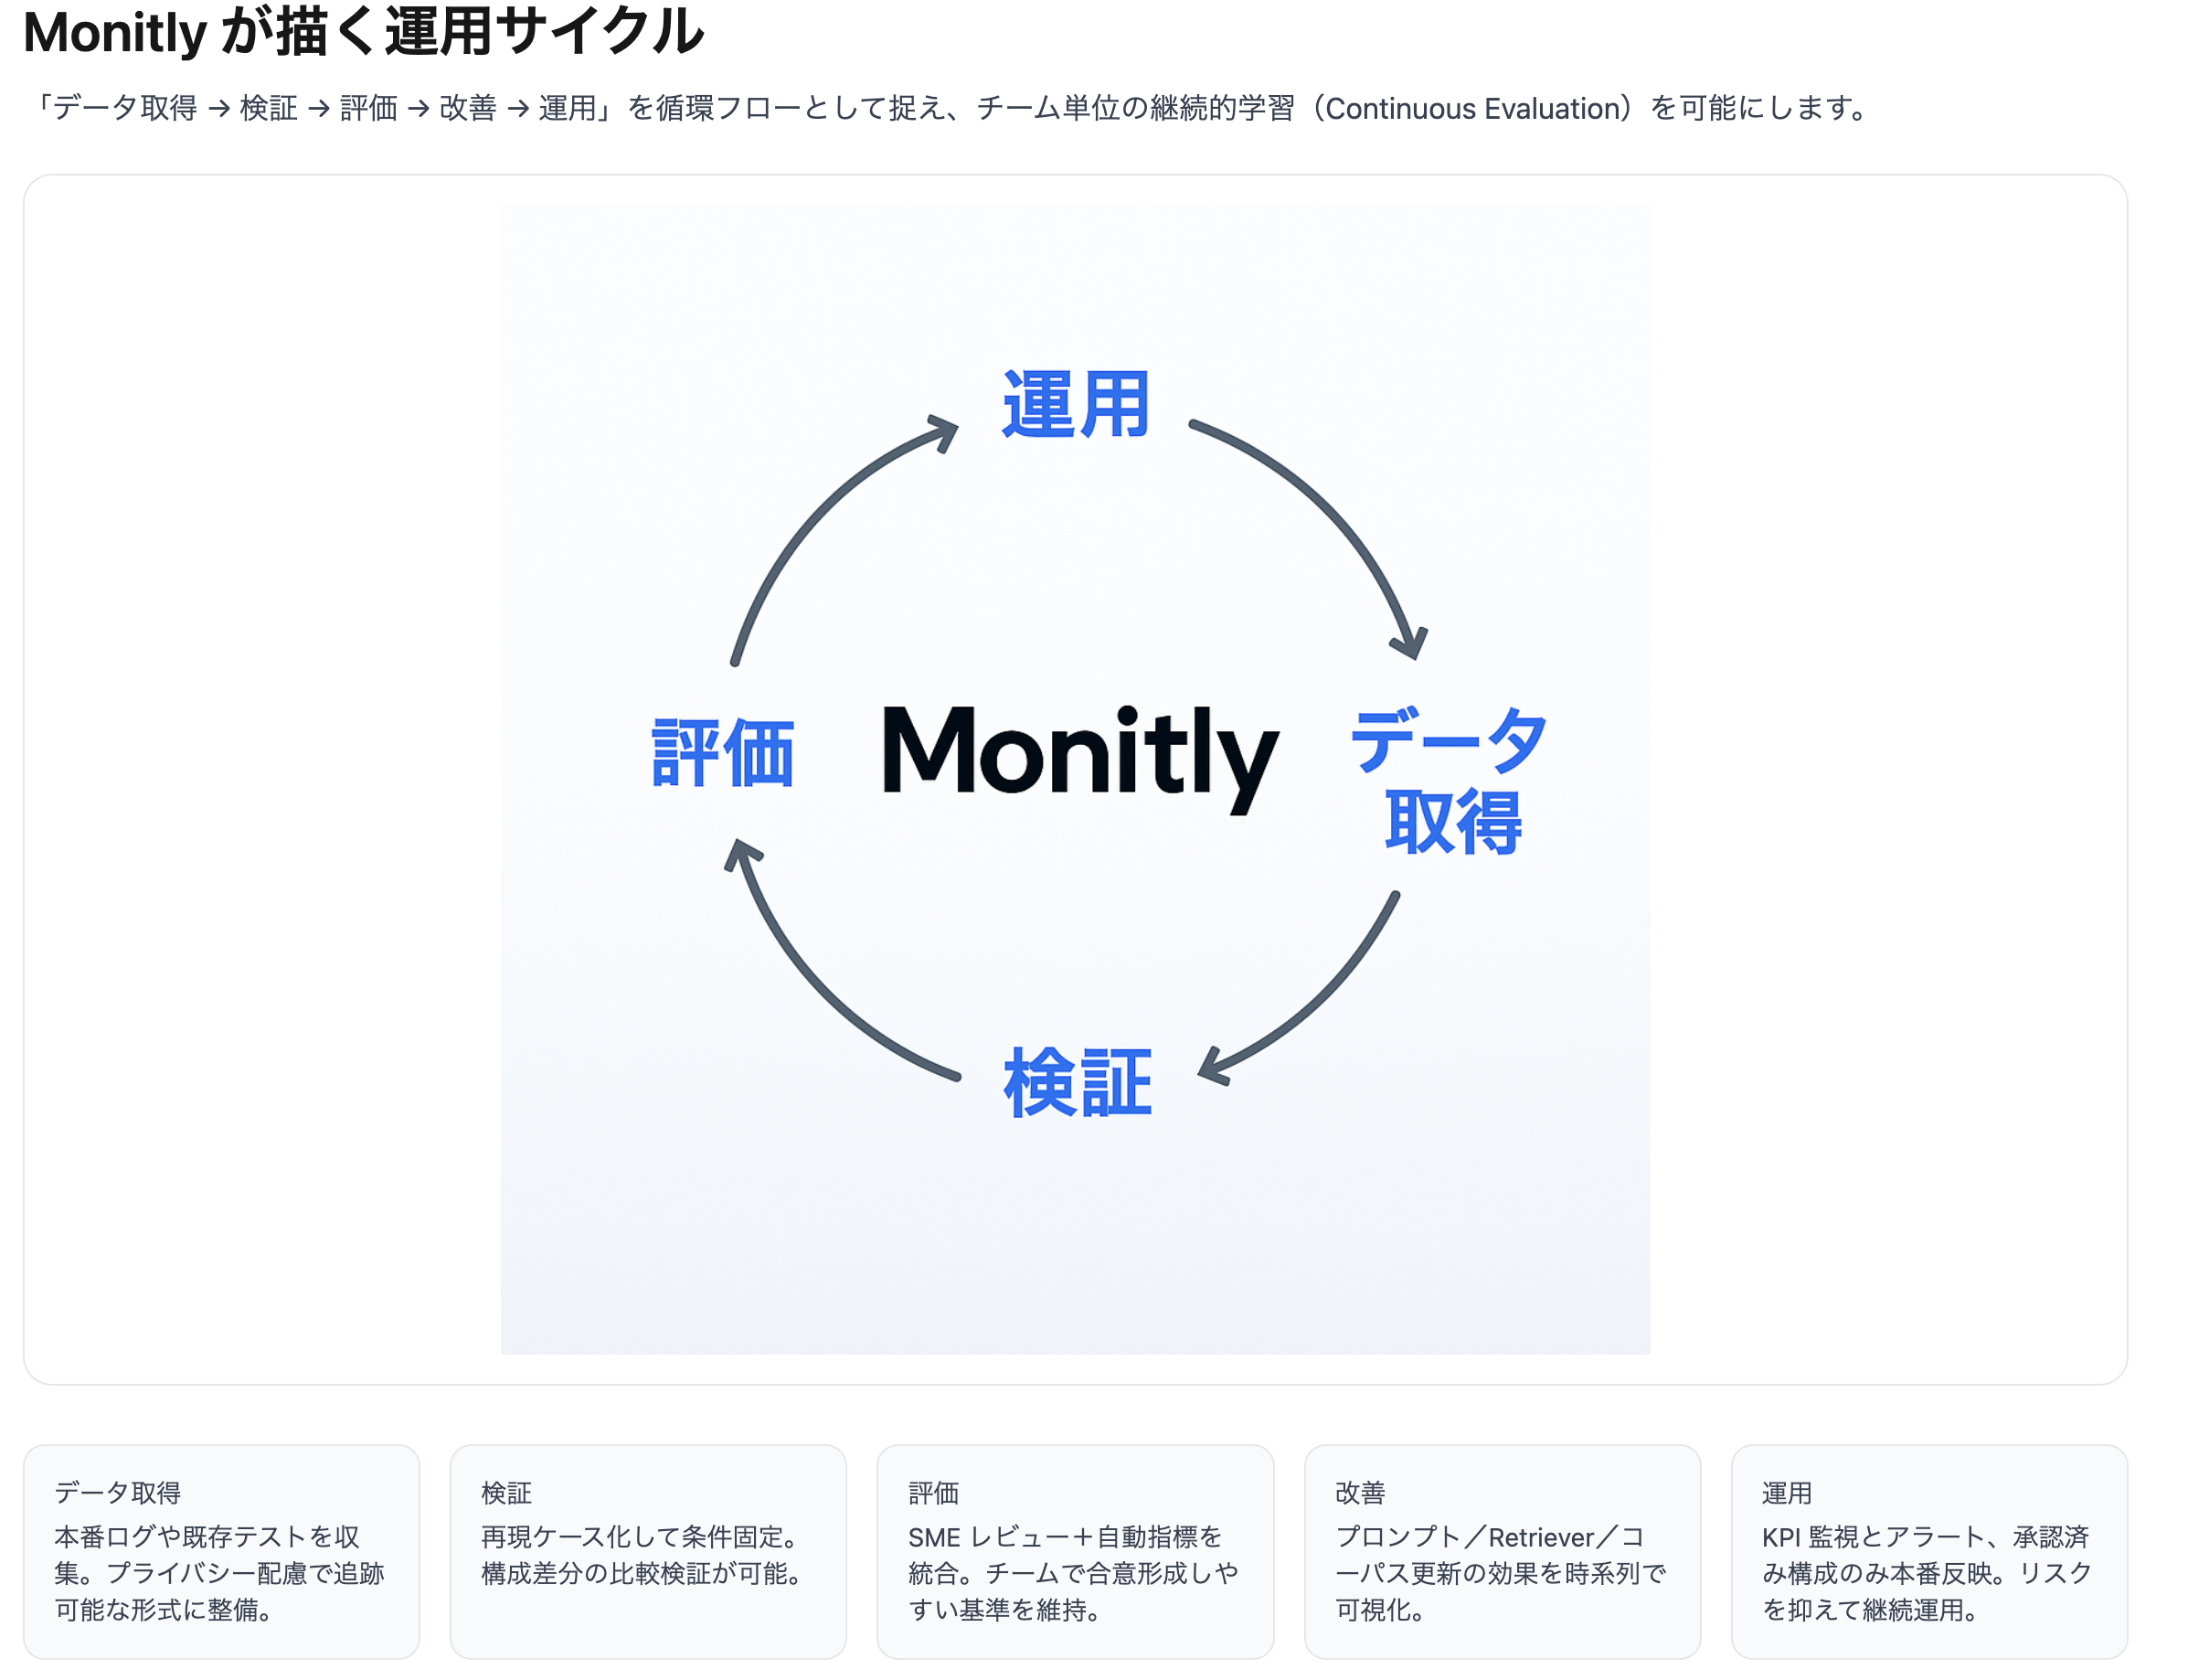 Monitly が描く運用サイクル
「データ取得 → 検証 → 評価 → 改善 → 運用」を循環フローとして捉え、チーム単位の継続的学習（Continuous Evaluation）を可能にします。
運用
評価
Monitly
データ
取得
検証
データ取得
本番ログや既存テストを収
集。プライバシー配慮で追跡
可能な形式に整備。
検証
再現ケース化して条件固定。
構成差分の比較検証が可能。
評価
SME レビュー＋自動指標を
統合。チームで合意形成しや
すい基準を維持。
改善
プロンプト／Retriever／コ
ーパス更新の効果を時系列で
可視化。
運用
KPI 監視とアラート、承認済
み構成のみ本番反映。リスク
を抑えて継続運用。